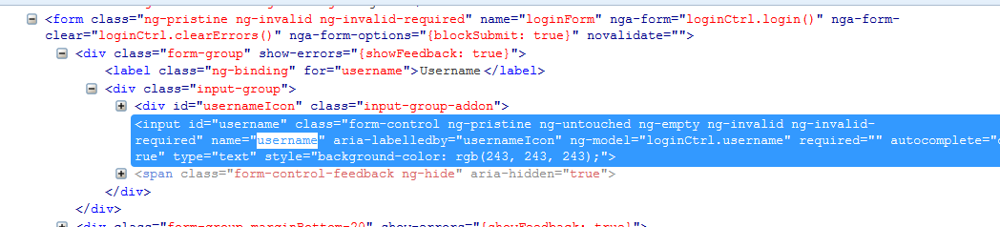 <form class="ng-pristine ng-invalid ng-invalid-required" name="loginForm" nga-form="loginCtrl.login()" nga-form-
clear="loginCtrl.clearErrors()" nga-form-options="{blockSubmit: true}" novalidate="">
<div class="form-group" show-errors="{showFeedback: true}">
<label class="ng-binding" for="username">Username</label>
<div class="input-group">
<div id="usernameIcon" class="input-group-addon">
<input id="username" class="form-control ng-pristine ng-untouched ng-empty ng-invalid ng-invalid-
required" name="username" aria-labelledby="usernameIcon" ng-model="loginCtrl.username" required="" autocomplete="
rue" type="text" style="background-color: rgb(243, 243, 243);">
<span class="form-control-feedback ng-hide" aria-hidden="true">
</div>
</div>
<div class="form-group marginBottom-20" show-errors="{showFeedback: true}">